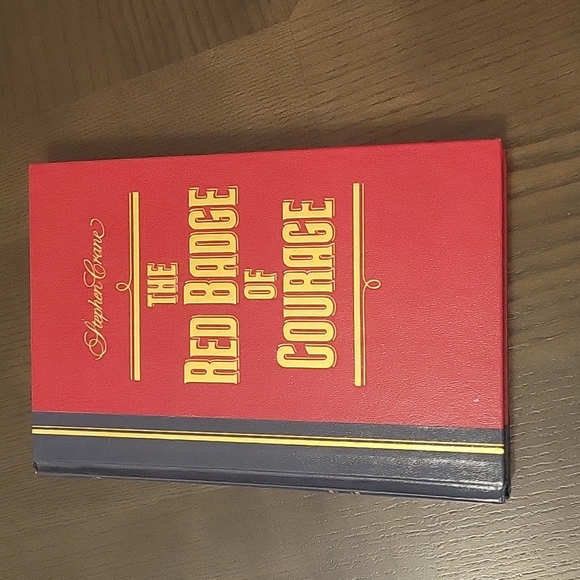 Stephen Crane
THE
RED BADGE
OF
COURAGE